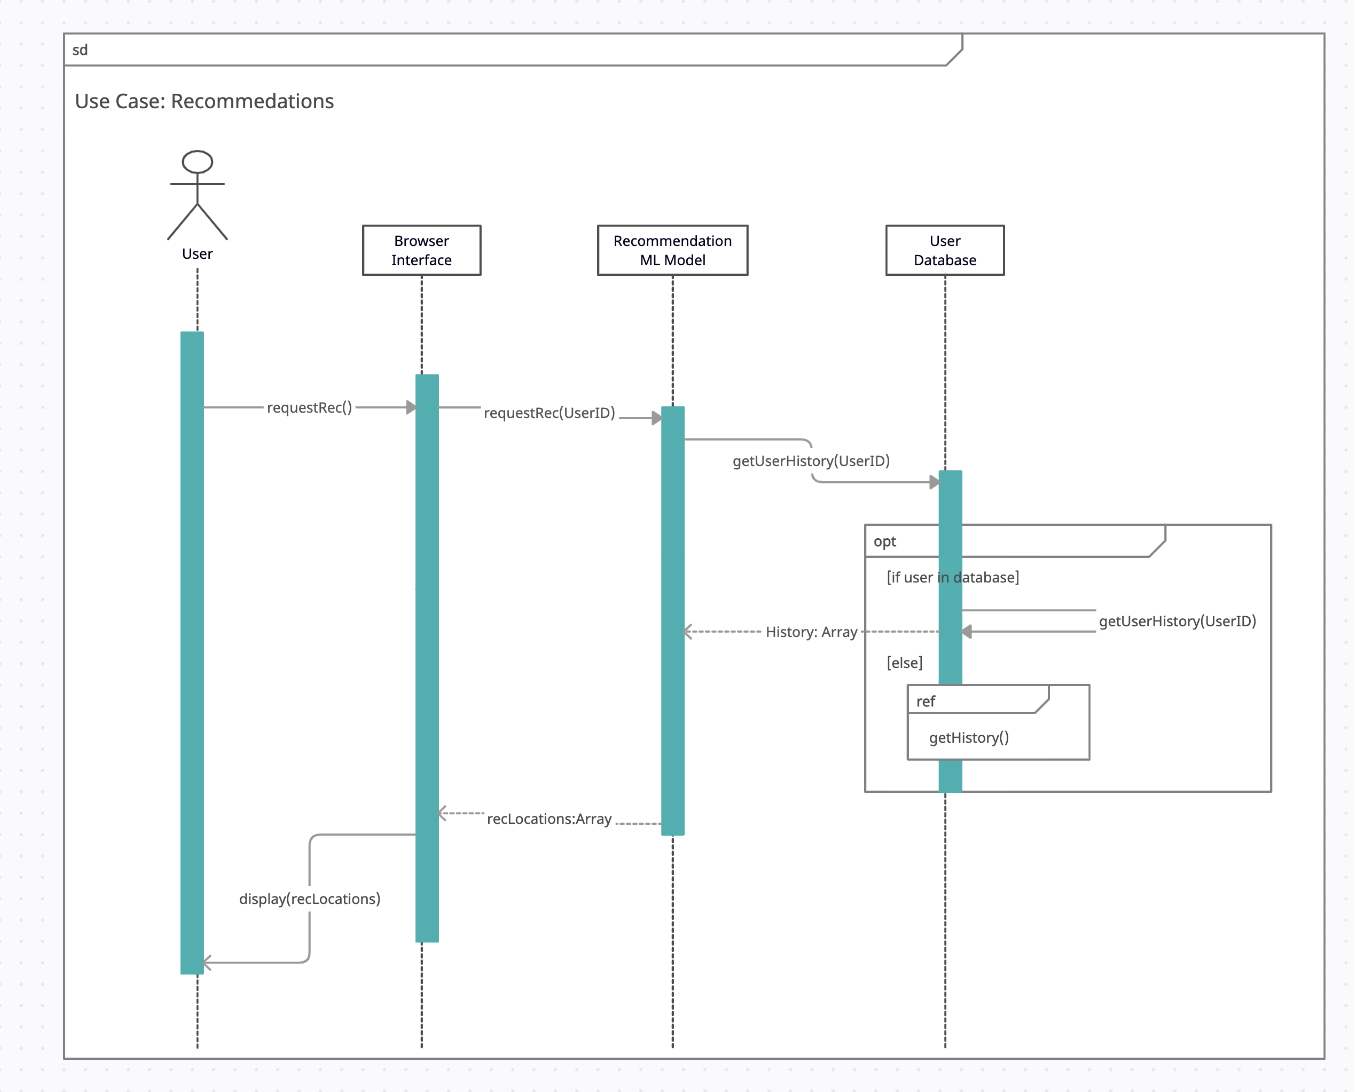 sd
Use Case: Recommedations
User
Browser
Interface
Recommendation
ML Model
User
Database
requestRec()
requestRec(UserID)
getUserHistory(UserID)
opt
[if user in database]
getUserHistory(UserID)
History: Array
[else]
ref
getHistory()
recLocations:Array
display(recLocations)